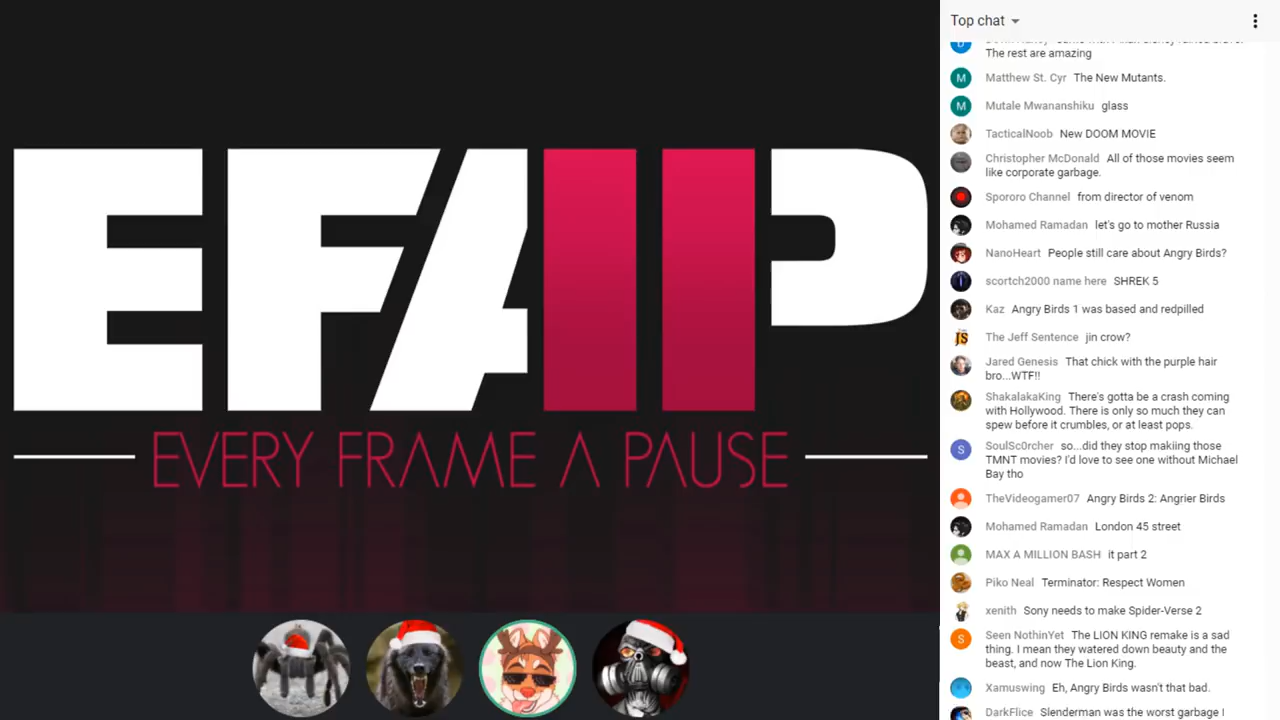 EFAP
EVERY FRAME A PAUSE
Top chat
The rest are amazing
M Matthew St. Cyr The New Mutants.
M Mutale Mwananshiku glass
TacticalNoob New DOOM MOVIE
Christopher McDonald All of those movies seem
like corporate garbage.
Spororo Channel from director of venom
Mohamed Ramadan let's go to mother Russia
NanoHeart People still care about Angry Birds?
scortch2000 name here SHREK 5
Kaz Angry Birds 1 was based and redpilled
JS The Jeff Sentence jin crow?
Jared Genesis That chick with the purple hair
bro...WTF!!
ShakalakaKing There's gotta be a crash coming
with Hollywood. There is only so much they can
spew before it crumbles, or at least pops.
S SoulSc0rcher so...did they stop makiing those
TMNT movies? I'd love to see one without Michael
Bay tho
TheVideogamer07 Angry Birds 2: Angrier Birds
Mohamed Ramadan London 45 street
MAX A MILLION BASH it part 2
Piko Neal Terminator: Respect Women
xenith Sony needs to make Spider-Verse 2
S Seen NothinYet The LION KING remake is a sad
thing. I mean they watered down beauty and the
beast, and now The Lion King.
Xamuswing Eh, Angry Birds wasn't that bad.
DarkFlice Slenderman was the worst garbage I